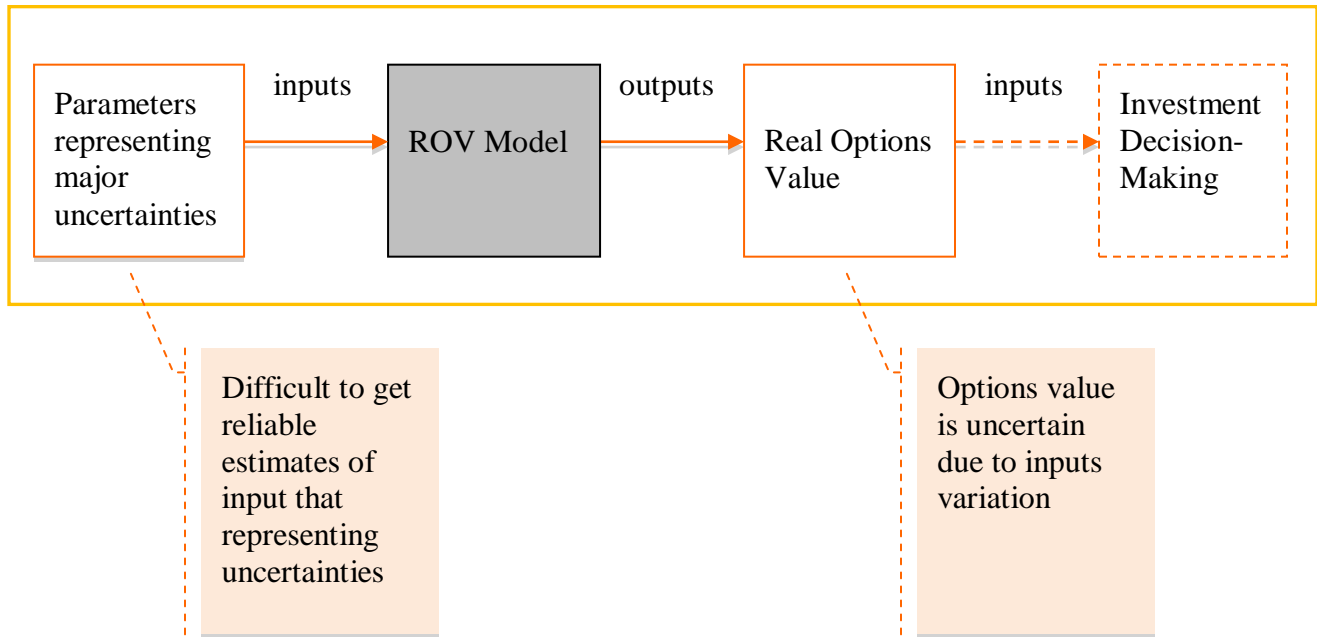 Parameters
representing
major
uncertainties
inputs
ROV Model
outputs
Real Options
Value
inputs
Investment
Decision-
Making
Difficult to get
reliable
estimates of
input that
representing
uncertainties
Options value
is uncertain
due to inputs
variation